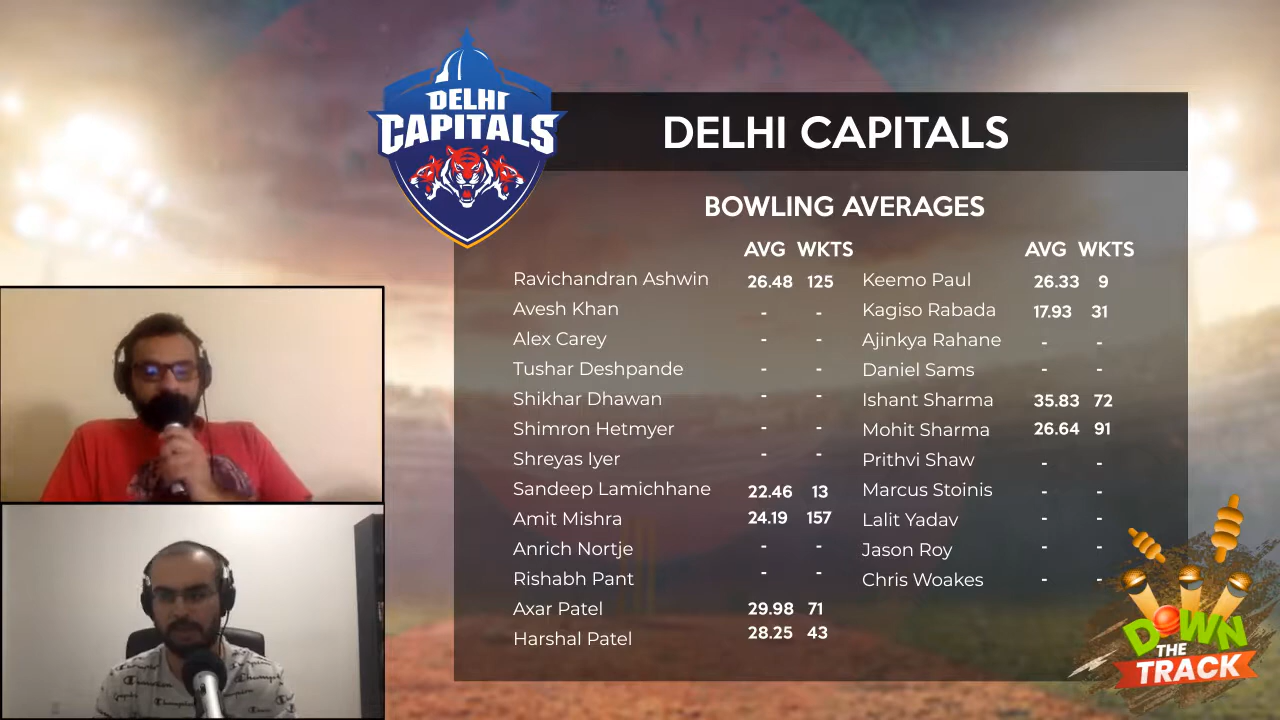 DELHI
CAPITALS
DELHI CAPITALS
BOWLING AVERAGES
AVG WKTS AVG WKTS
Ravichandran Ashwin 26.48 125 Keemo Paul 26.33 9
Avesh Khan - - Kagiso Rabada 17.93 31
Alex Carey - - Ajinkya Rahane - -
Tushar Deshpande - - Daniel Sams - -
Shikhar Dhawan - - Ishant Sharma 35.83 72
Shimron Hetmyer - - Mohit Sharma 26.64 91
Shreyas Iyer - - Prithvi Shaw - -
Sandeep Lamichhane 22.46 13 Marcus Stoinis - -
Amit Mishra 24.19 157 Lalit Yadav - -
Anrich Nortje - - Jason Roy - -
Rishabh Pant - - Chris Woakes - -
Axar Patel 29.98 71
Harshal Patel 28.25 43
DOWN
THE
TRACK